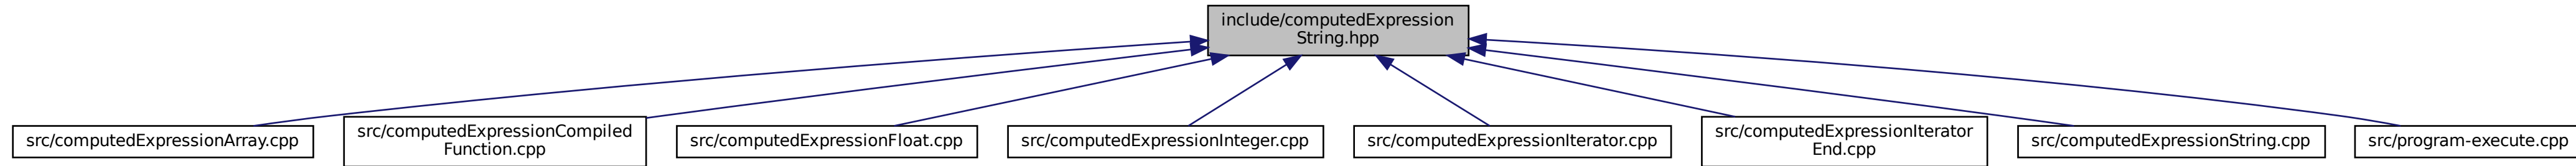 include/computedExpression
String.hpp
src/computedExpressionArray.cpp
src/computedExpressionCompiled
Function.cpp
src/computedExpressionFloat.cpp
src/computedExpressionInteger.cpp
src/computedExpressionIterator.cpp
src/computedExpressionIterator
End.cpp
src/computedExpressionString.cpp
src/program-execute.cpp